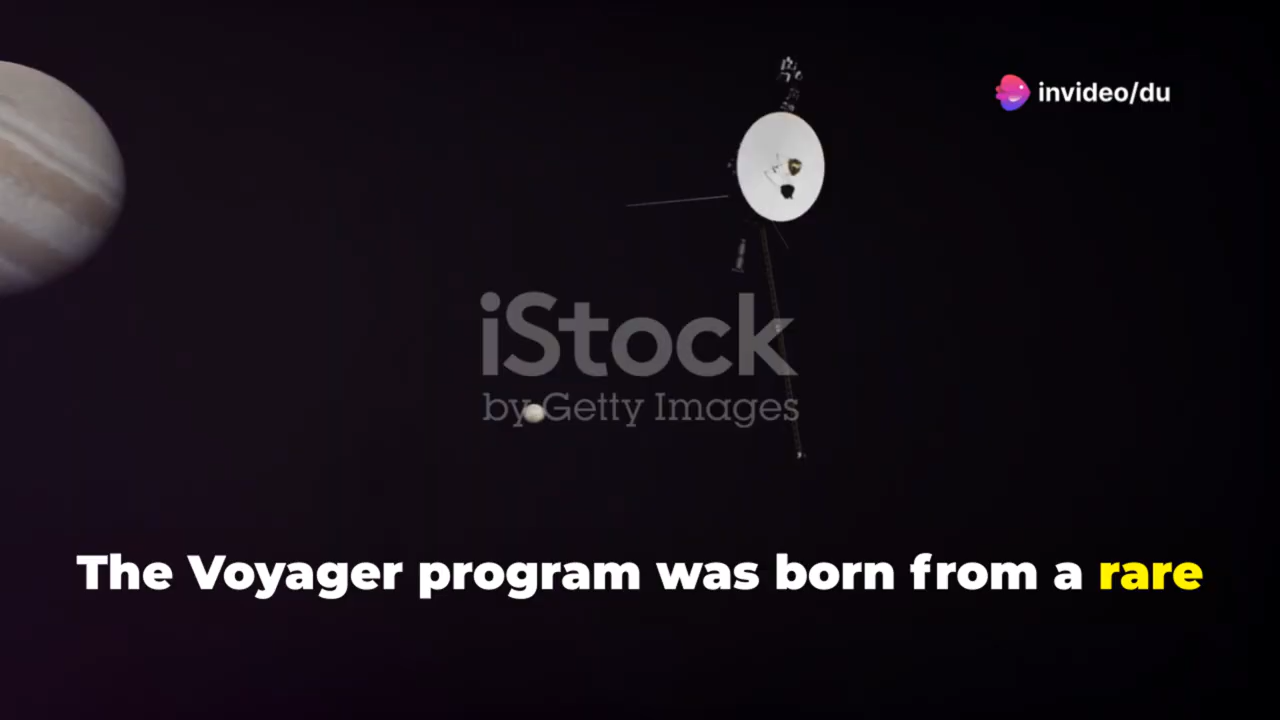 invideo/du
iStock
by Getty Images
The Voyager program was born from a rare